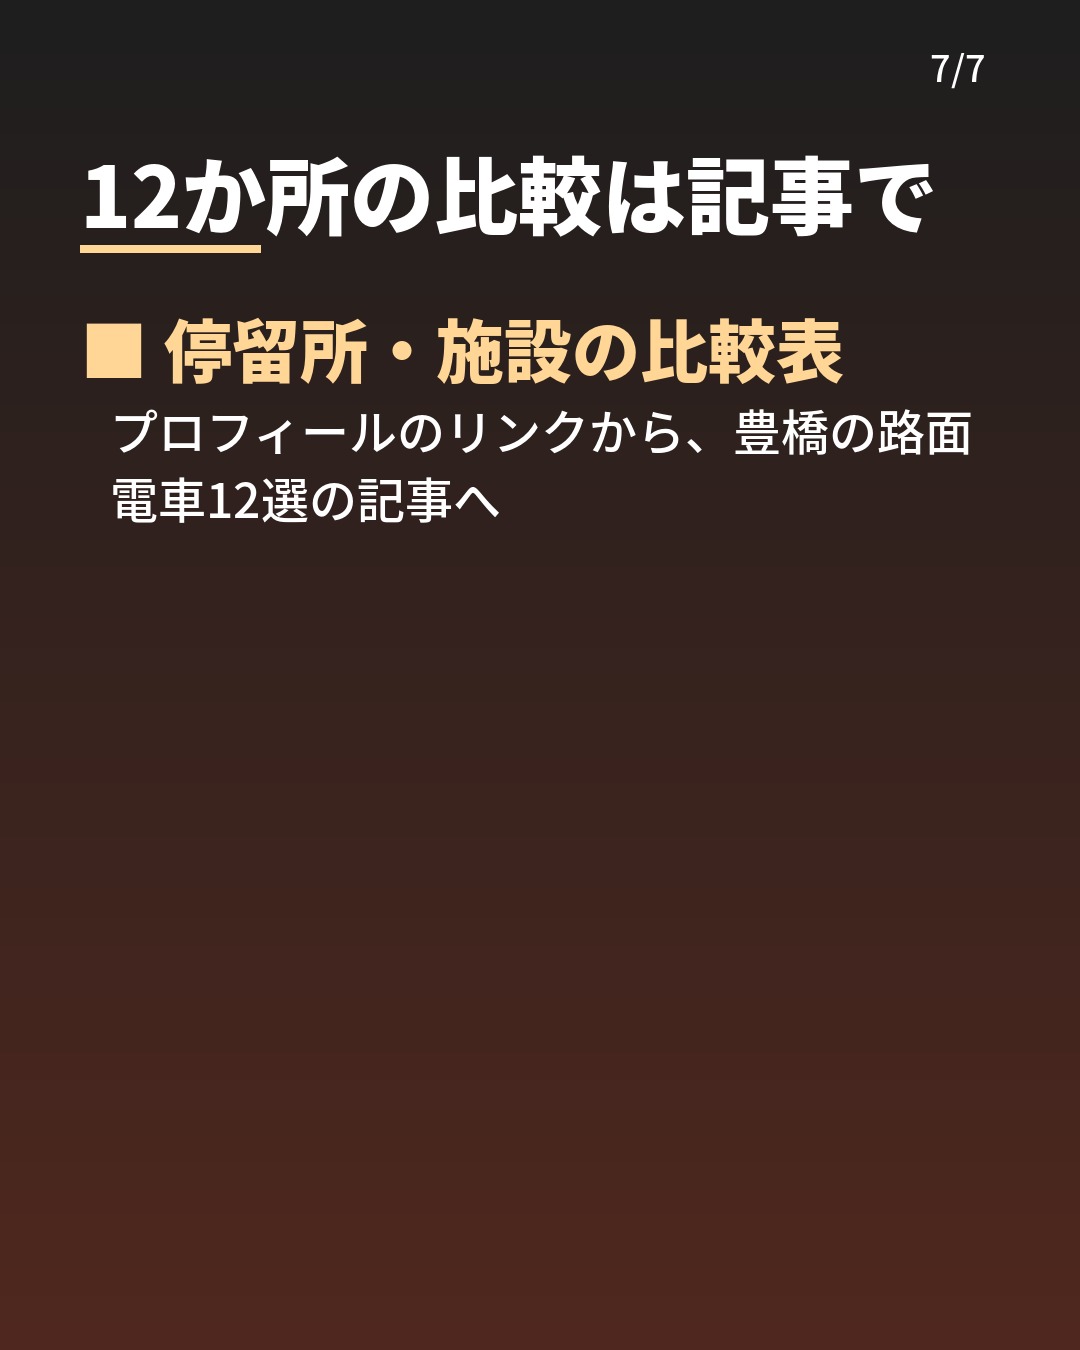 7/7
12か所の比較は記事で
■ 停留所・施設の比較表
プロフィールのリンクから、豊橋の路面
電車12選の記事へ